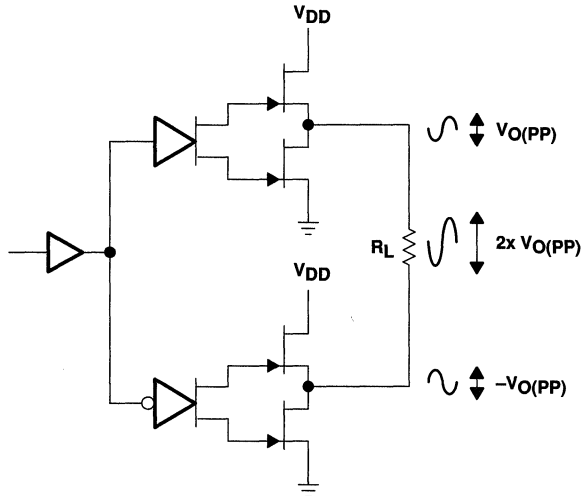 VDD
VO(PP)
RL
2x VO(PP)
VDD
–VO(PP)